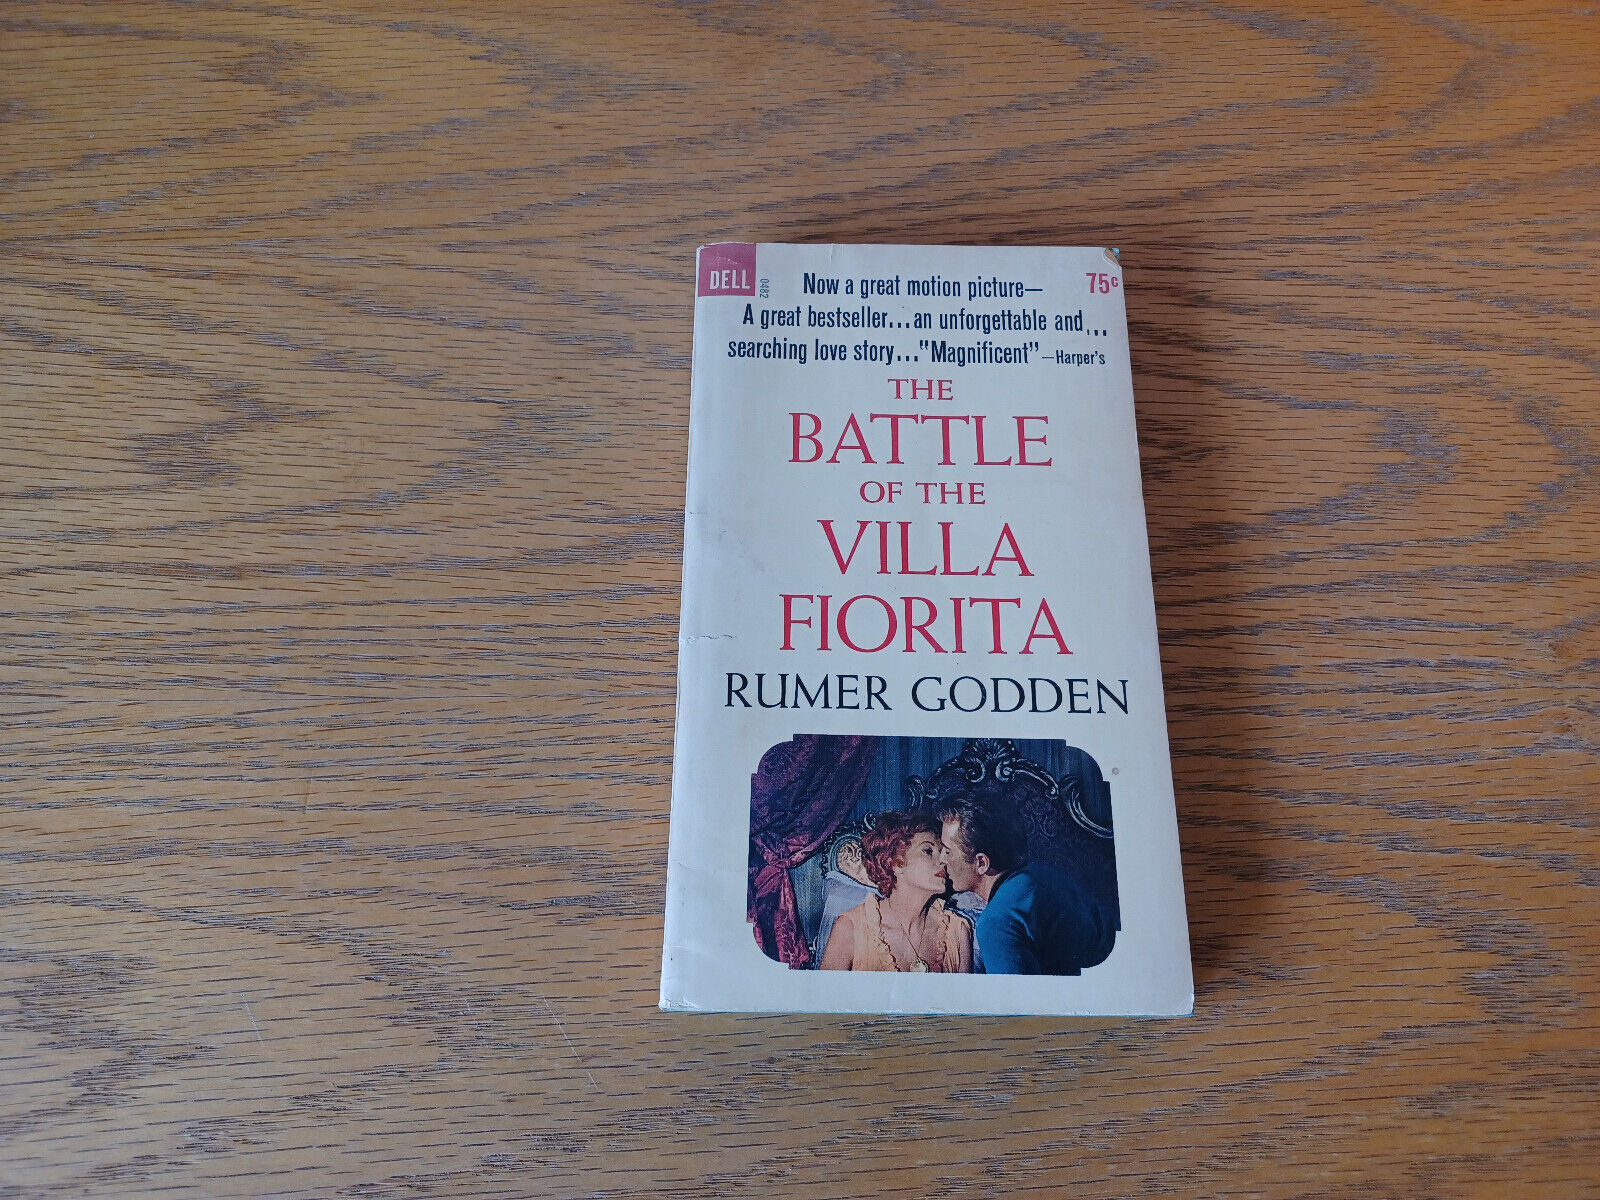 DELL
0482
Now a great motion picture—
75c
A great bestseller...an unforgettable and...
searching love story..."Magnificent"—Harper's
THE
BATTLE
OF THE
VILLA
FIORITA
RUMER GODDEN